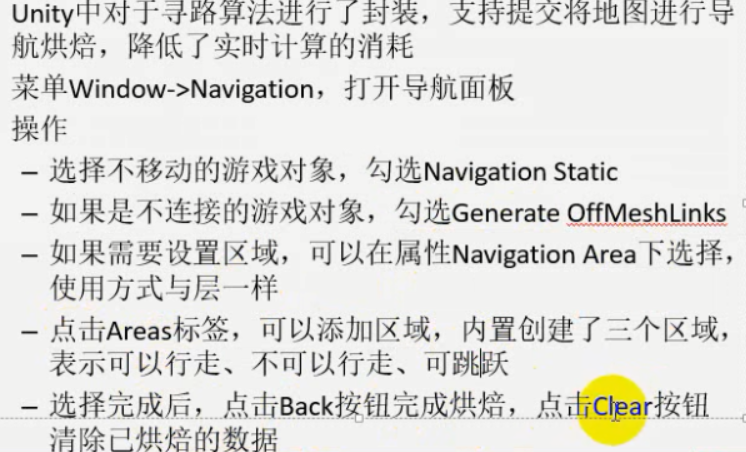 Unity中对于寻路算法进行了封装，支持提交将地图进行导
航烘焙，降低了实时计算的消耗
菜单Window->Navigation，打开导航面板
操作
– 选择不移动的游戏对象，勾选Navigation Static
– 如果是不连接的游戏对象，勾选Generate OffMeshLinks
– 如果需要设置区域，可以在属性Navigation Area下选择，
使用方式与层一样
– 点击Areas标签，可以添加区域，内置创建了三个区域，
表示可以行走、不可以行走、可跳跃
– 选择完成后，点击Back按钮完成烘焙，点击Clear按钮
清除已烘焙的数据